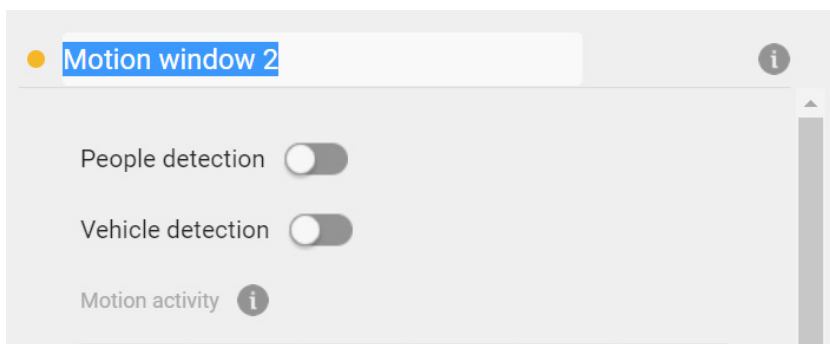 Motion window 2
People detection
Vehicle detection
Motion activity